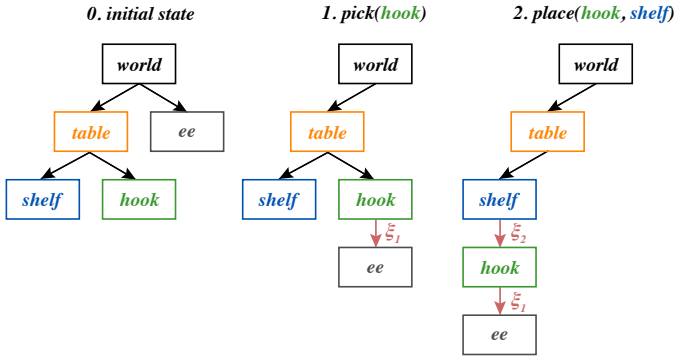 0. initial state
1. pick(hook)
2. place(hook, shelf)
world
world
world
table
ee
table
table
shelf
hook
shelf
hook
shelf
ξ1
ξ2
ee
hook
ξ1
ee